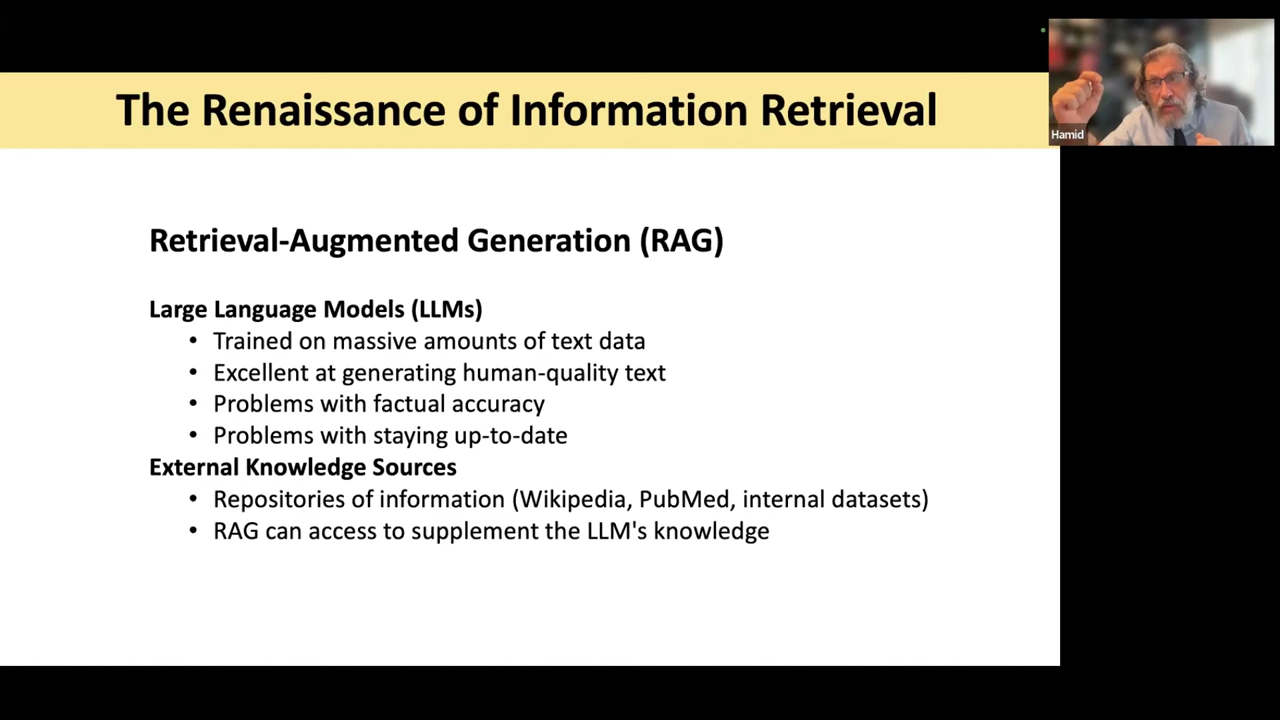 The Renaissance of Information Retrieval
Hamid
Retrieval-Augmented Generation (RAG)
Large Language Models (LLMs)
• Trained on massive amounts of text data
• Excellent at generating human-quality text
• Problems with factual accuracy
• Problems with staying up-to-date
External Knowledge Sources
• Repositories of information (Wikipedia, PubMed, internal datasets)
• RAG can access to supplement the LLM's knowledge